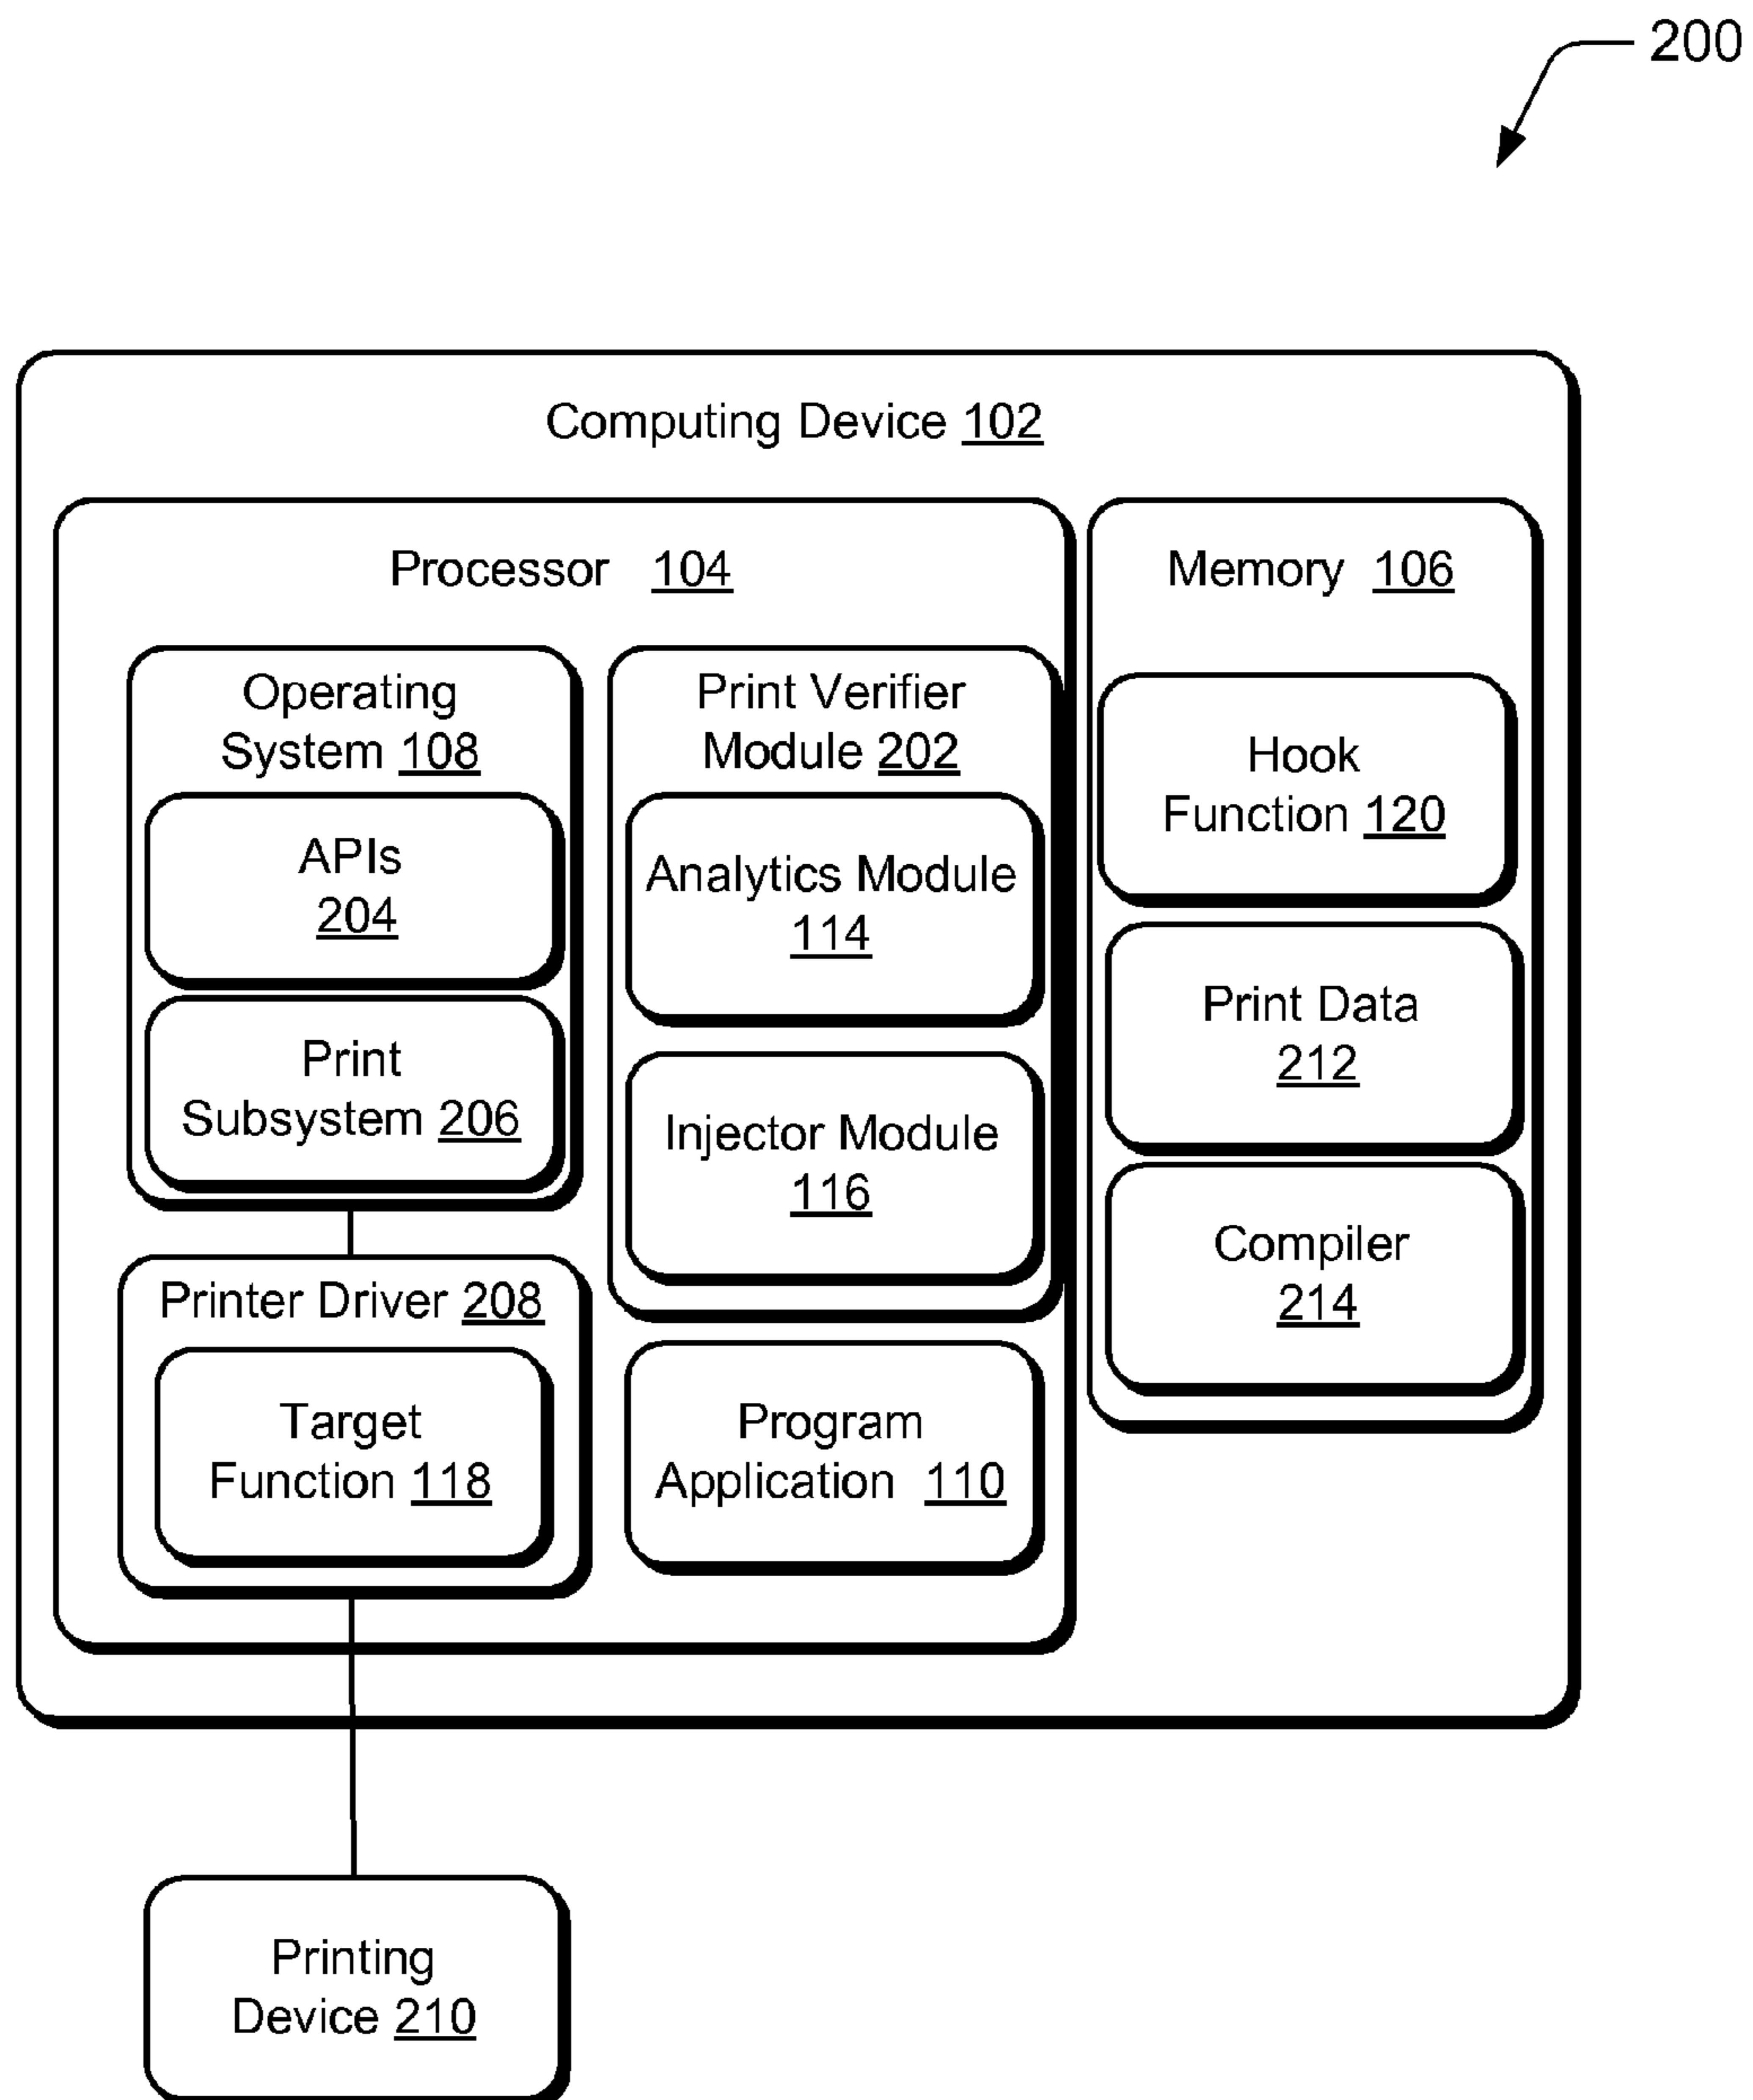 200
Computing Device 102
Processor 104
Memory 106
Operating
System 108
APIs
204
Print
Subsystem 206
Print Verifier
Module 202
Analytics Module
114
Injector Module
116
Hook
Function 120
Print Data
212
Compiler
214
Printer Driver 208
Target
Function 118
Program
Application 110
Printing
Device 210